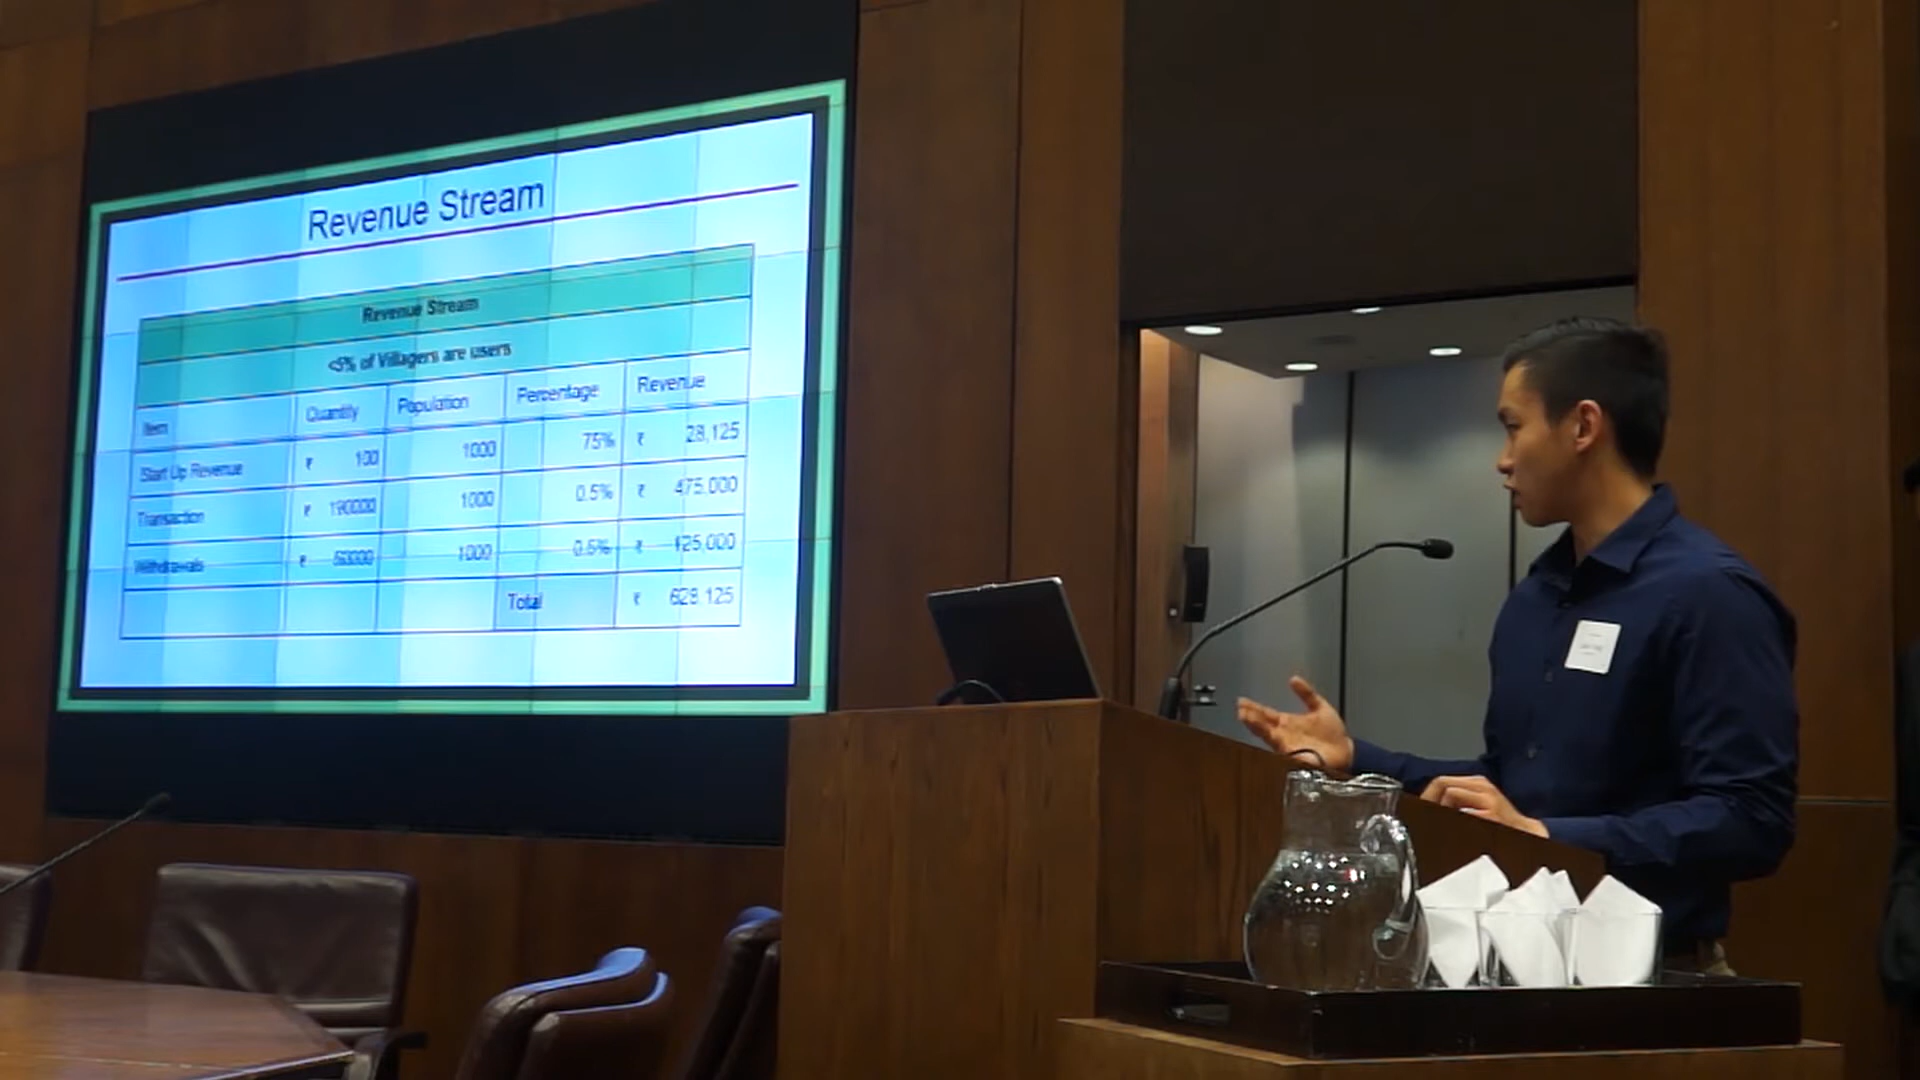 Revenue Stream
Revenue Stream
<5% of Villagers are users
Item Quantity Population Percentage Revenue
Start Up Revenue ₹ 100 1000 75% ₹ 28,125
Transaction ₹ 190000 1000 0.5% ₹ 475,000
Withdrawals ₹ 50000 1000 0.5% ₹ 125,000
Total ₹ 628,125